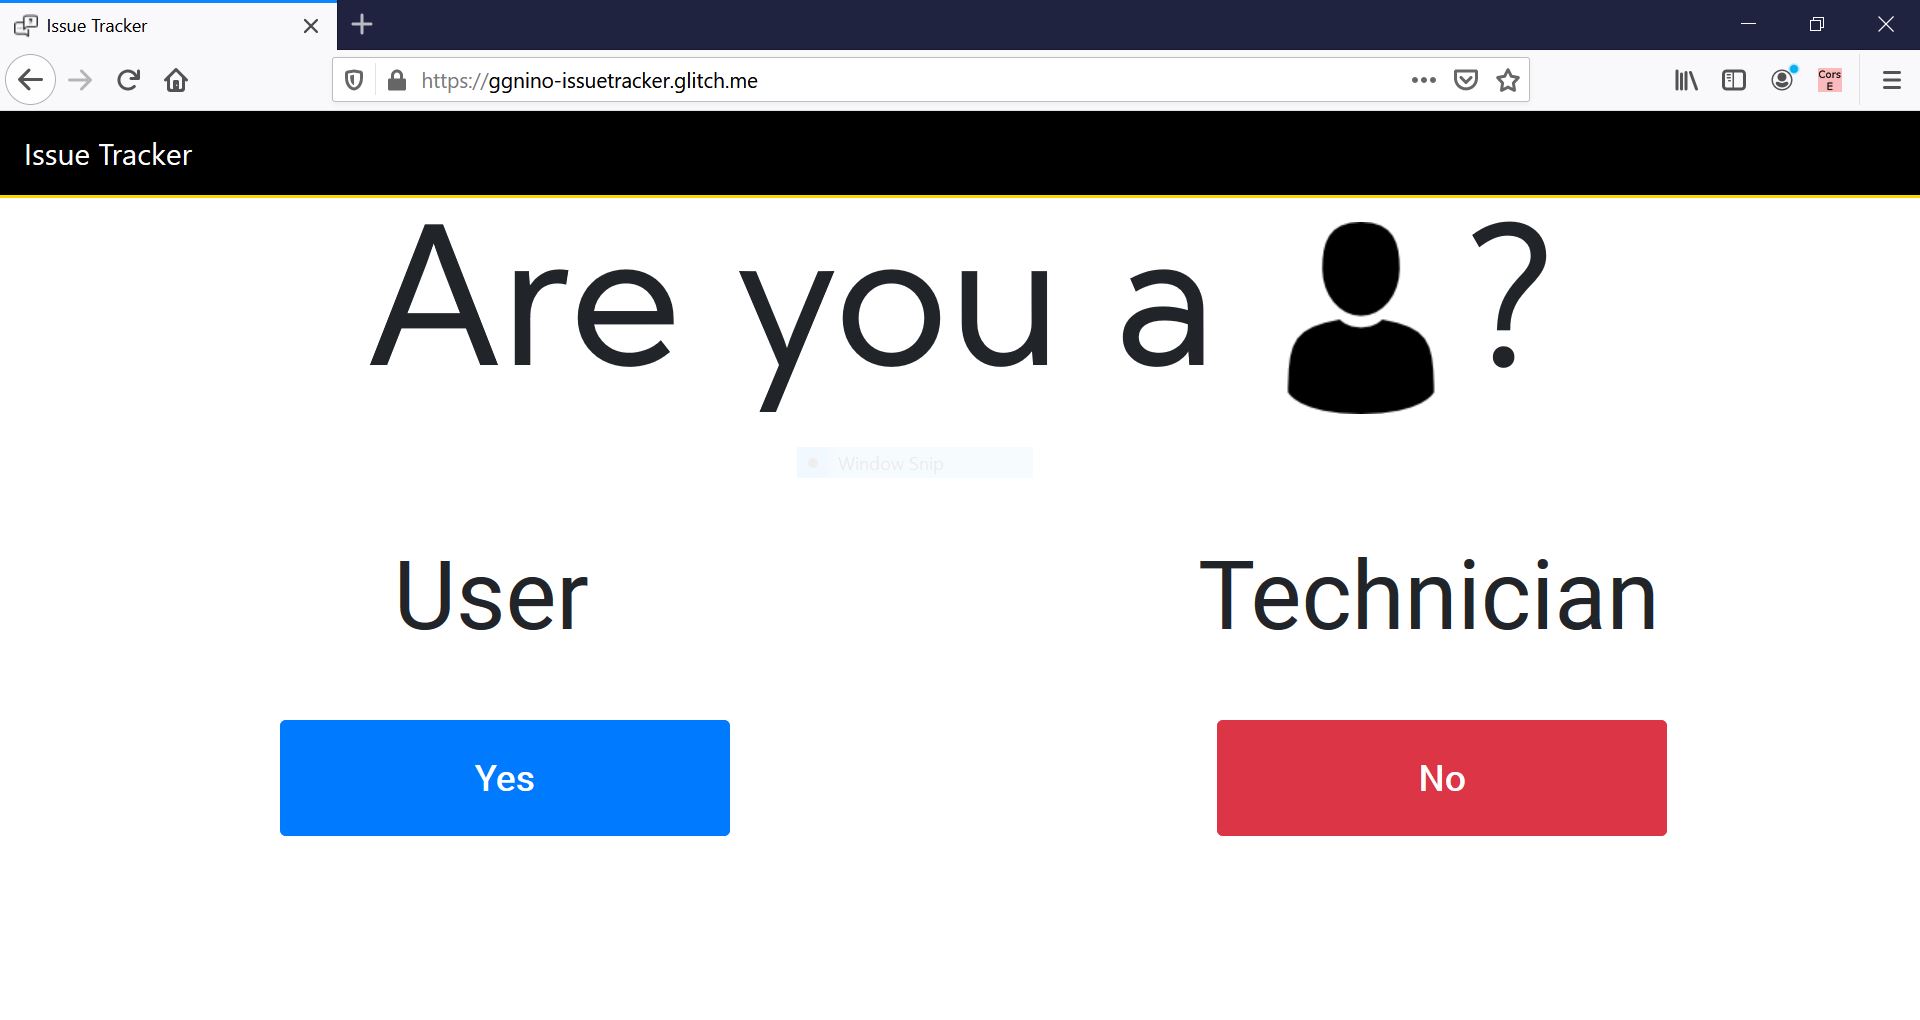 Issue Tracker
https://ggnino-issuetracker.glitch.me
Cors
E
Issue Tracker
Are you a ?
Window Snip
User
Technician
Yes
No